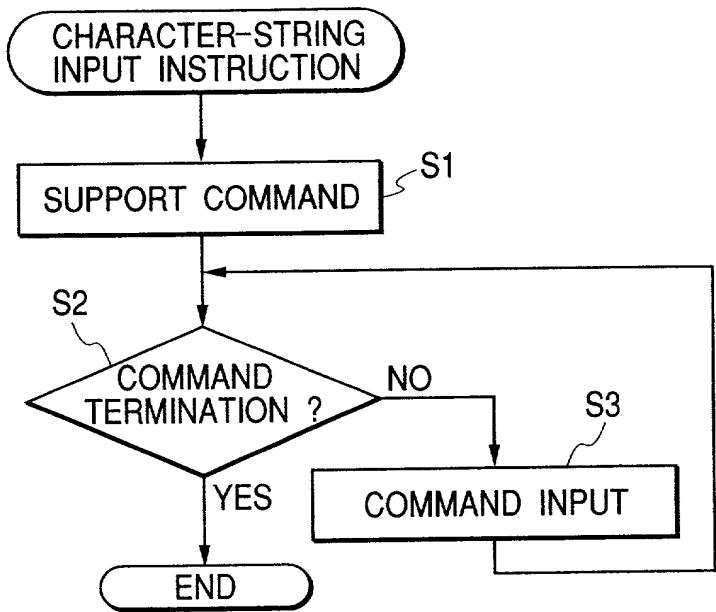 CHARACTER-STRING
INPUT INSTRUCTION
SUPPORT COMMAND
S1
S2
COMMAND
TERMINATION ?
NO
S3
YES
COMMAND INPUT
END